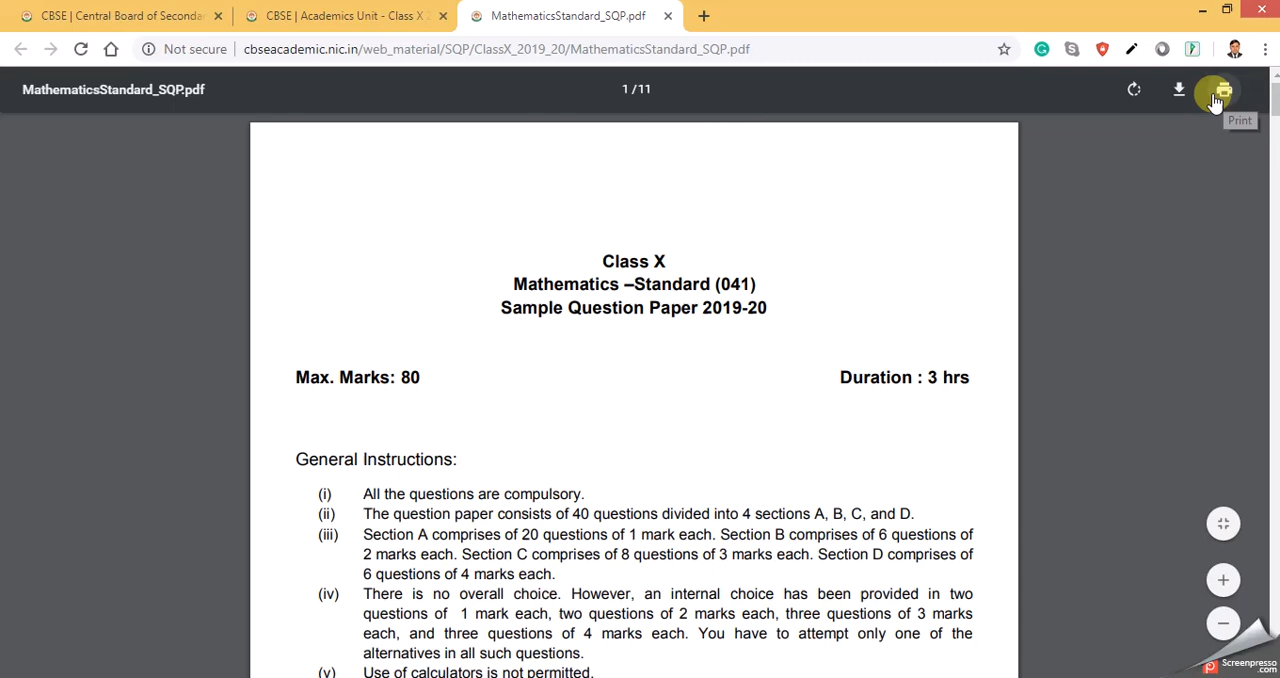 CBSE | Central Board of Secondar
CBSE | Academics Unit - Class X 2
MathematicsStandard_SQP.pdf
Not secure
cbseacademic.nic.in/web_material/SQP/ClassX_2019_20/MathematicsStandard_SQP.pdf
MathematicsStandard_SQP.pdf
1 / 11
Print
Class X
Mathematics –Standard (041)
Sample Question Paper 2019-20
Max. Marks: 80
Duration : 3 hrs
General Instructions:
(i) All the questions are compulsory.
(ii) The question paper consists of 40 questions divided into 4 sections A, B, C, and D.
(iii) Section A comprises of 20 questions of 1 mark each. Section B comprises of 6 questions of
2 marks each. Section C comprises of 8 questions of 3 marks each. Section D comprises of
6 questions of 4 marks each.
(iv) There is no overall choice. However, an internal choice has been provided in two
questions of 1 mark each, two questions of 2 marks each, three questions of 3 marks
each, and three questions of 4 marks each. You have to attempt only one of the
alternatives in all such questions.
(v) Use of calculators is not permitted.
Screenpresso
.com